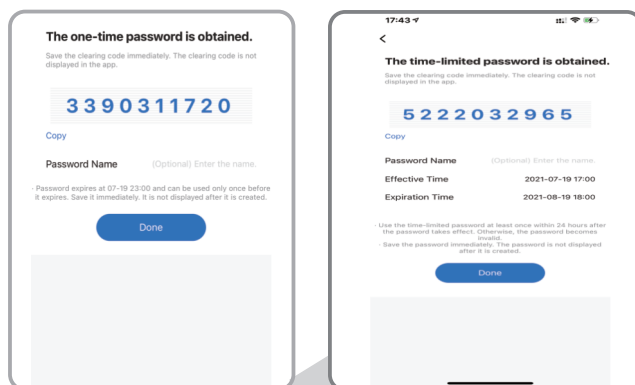 The one-time password is obtained.
Save the clearing code immediately. The clearing code is not
displayed in the app.
3390311720
Copy
Password Name (Optional) Enter the name.
· Password expires at 07-19 23:00 and can be used only once before
it expires. Save it immediately. It is not displayed after it is created.
Done
17:43
The time-limited password is obtained.
Save the clearing code immediately. The clearing code is not
displayed in the app.
5222032965
Copy
Password Name (Optional) Enter the name.
Effective Time 2021-07-19 17:00
Expiration Time 2021-08-19 18:00
· Use the time-limited password at least once within 24 hours after
the password takes effect. Otherwise, the password becomes
invalid.
· Save the password immediately. The password is not displayed
after it is created.
Done